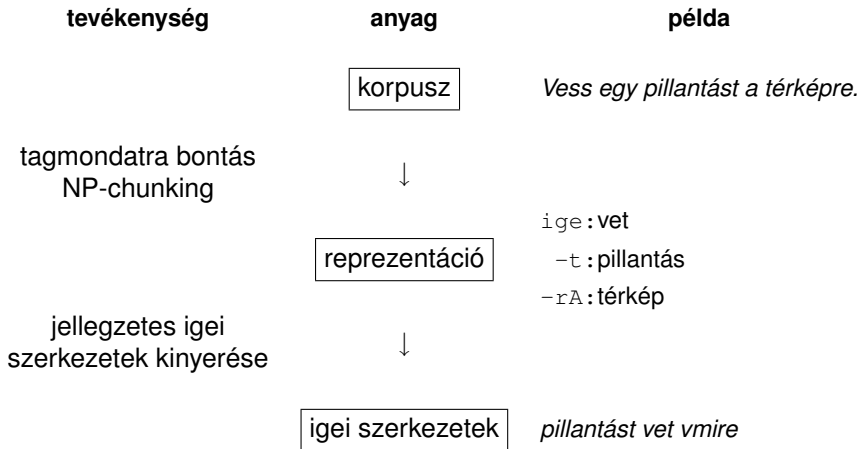 tevékenység anyag példa
korpusz Vess egy pillantást a térképre.
tagmondatra bontás
NP-chunking
↓
ige:vet
reprezentáció -t:pillantás
-rA:térkép
jellegzetes igei
szerkezetek kinyerése
↓
igei szerkezetek pillantást vet vmire